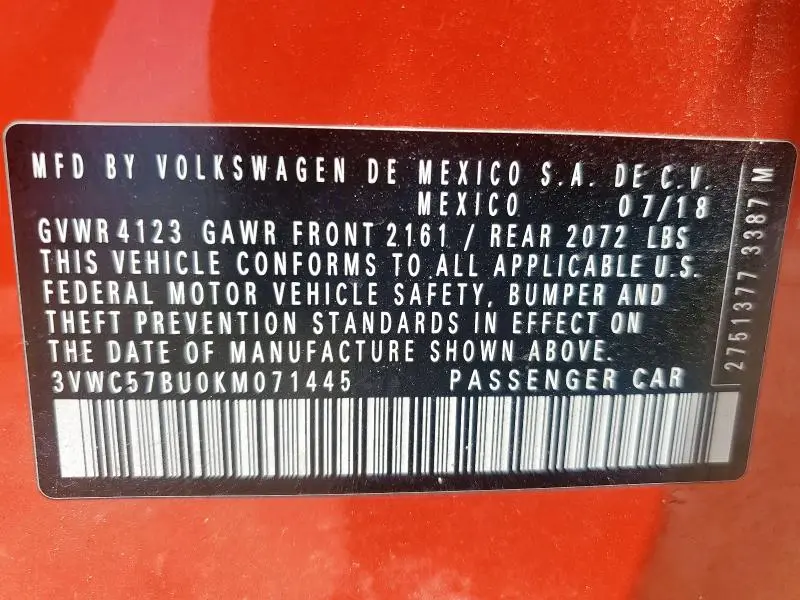 MFD BY VOLKSWAGEN DE MEXICO S.A. DE C.V.
MEXICO 07/18
GVWR 4123 GAWR FRONT 2161 / REAR 2072 LBS
THIS VEHICLE CONFORMS TO ALL APPLICABLE U.S.
FEDERAL MOTOR VEHICLE SAFETY, BUMPER AND
THEFT PREVENTION STANDARDS IN EFFECT ON
THE DATE OF MANUFACTURE SHOWN ABOVE.
3VWC57BU0KM071445 PASSENGER CAR
2751377 3387 M